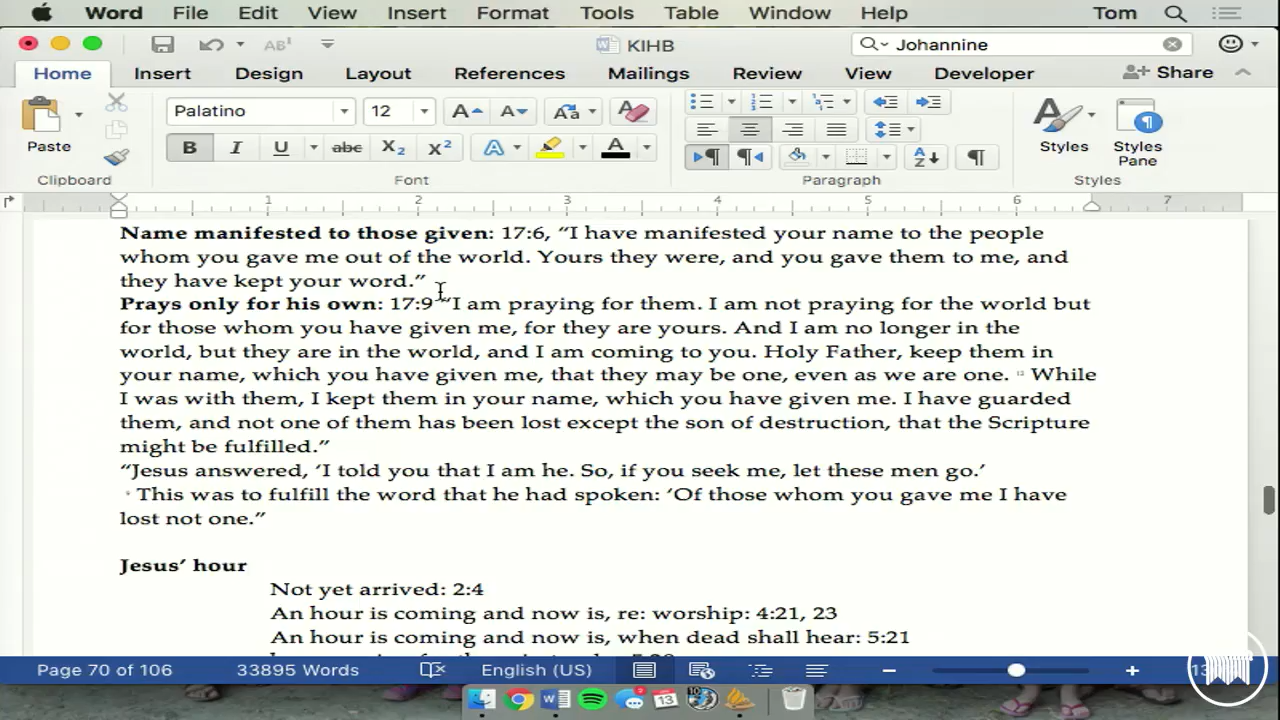 Word File Edit View Insert Format Tools Table Window Help Tom
KIHB Johannine
Home Insert Design Layout Table References Mailings Review View Developer Share
Palatino 12
Paste
Clipboard Font Paragraph Styles Styles Pane Styles
1 2 3 4 5 6 7
Name manifested to those given: 17:6, “I have manifested your name to the people
whom you gave me out of the world. Yours they were, and you gave them to me, and
they have kept your word.”
Prays only for his own: 17:9 “I am praying for them. I am not praying for the world but
for those whom you have given me, for they are yours. And I am no longer in the
world, but they are in the world, and I am coming to you. Holy Father, keep them in
your name, which you have given me, that they may be one, even as we are one. While
I was with them, I kept them in your name, which you have given me. I have guarded
them, and not one of them has been lost except the son of destruction, that the Scripture
might be fulfilled.”
“Jesus answered, ‘I told you that I am he. So, if you seek me, let these men go.’
This was to fulfill the word that he had spoken: ‘Of those whom you gave me I have
lost not one.”
Jesus’ hour
Not yet arrived: 2:4
An hour is coming and now is, re: worship: 4:21, 23
An hour is coming and now is, when dead shall hear: 5:21
Page 70 of 106 33895 Words English (US)